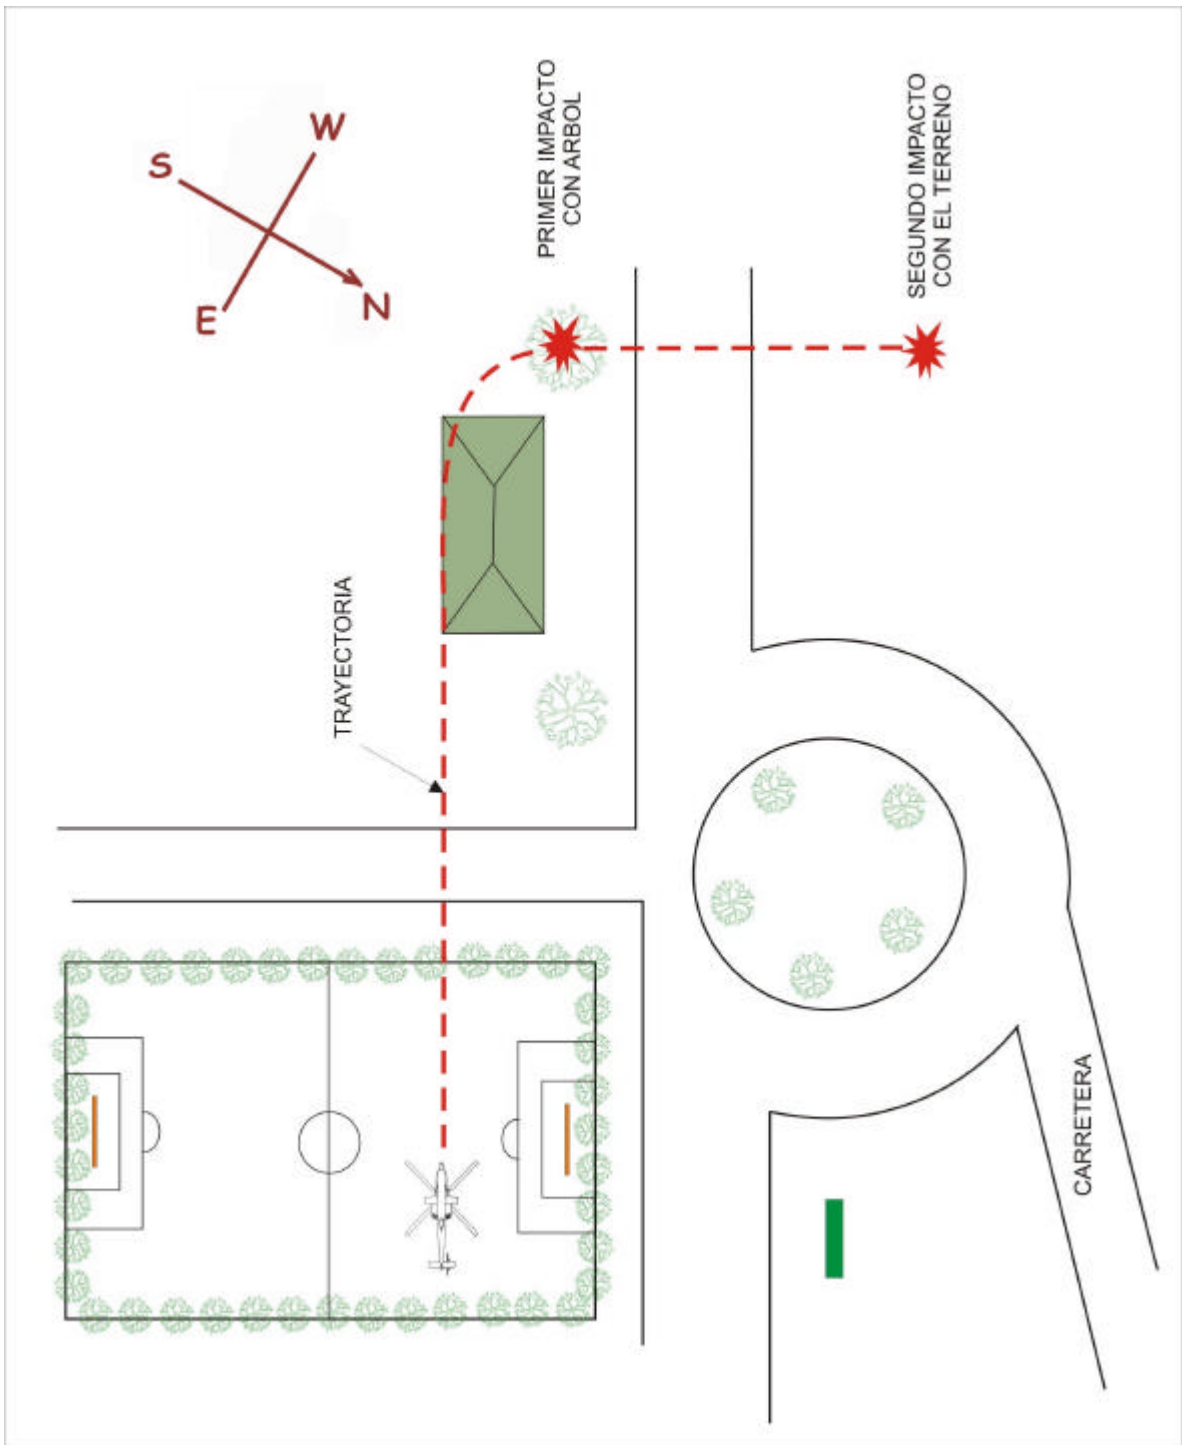 W
S
N
E
PRIMER IMPACTO
CON ARBOL
SEGUNDO IMPACTO
CON EL TERRENO
TRAYECTORIA
CARRETERA